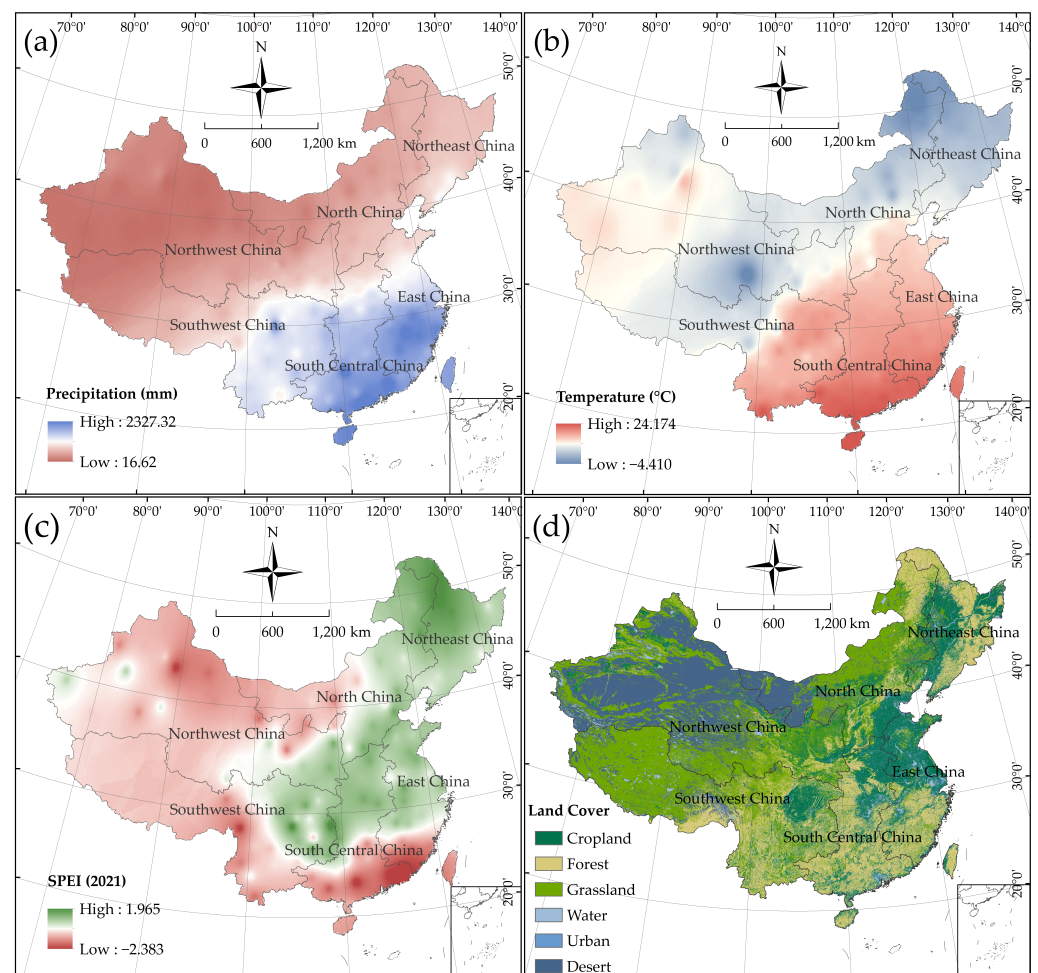 (a)
70°0' 80°0' 90°0' 100°0' 110°0' 120°0' 130°0' 140°0'
N
50°0'
0 600 1,200 km
Northeast China
40°0'
North China
Northwest China
30°0'
East China
Southwest China
South Central China
20°0'
Precipitation (mm)
High : 2327.32
Low : 16.62
(b)
70°0' 80°0' 90°0' 100°0' 110°0' 120°0' 130°0'
N
50°0'
0 600 1,200 km
Northeast China
40°0'
North China
Northwest China
30°0'
East China
Southwest China
South Central China
20°0'
Temperature (°C)
High : 24.174
Low : −4.410
(c)
70°0' 80°0' 90°0' 100°0' 110°0' 120°0' 130°0' 140°0'
N
50°0'
0 600 1,200 km
Northeast China
40°0'
North China
Northwest China
30°0'
East China
Southwest China
South Central China
20°0'
SPEI (2021)
High : 1.965
Low : −2.383
(d)
70°0' 80°0' 90°0' 100°0' 110°0' 120°0' 130°0' 140°0'
N
50°0'
0 600 1,200 km
Northeast China
40°0'
North China
Northwest China
30°0'
East China
Southwest China
South Central China
20°0'
Land Cover
Cropland
Forest
Grassland
Water
Urban
Desert